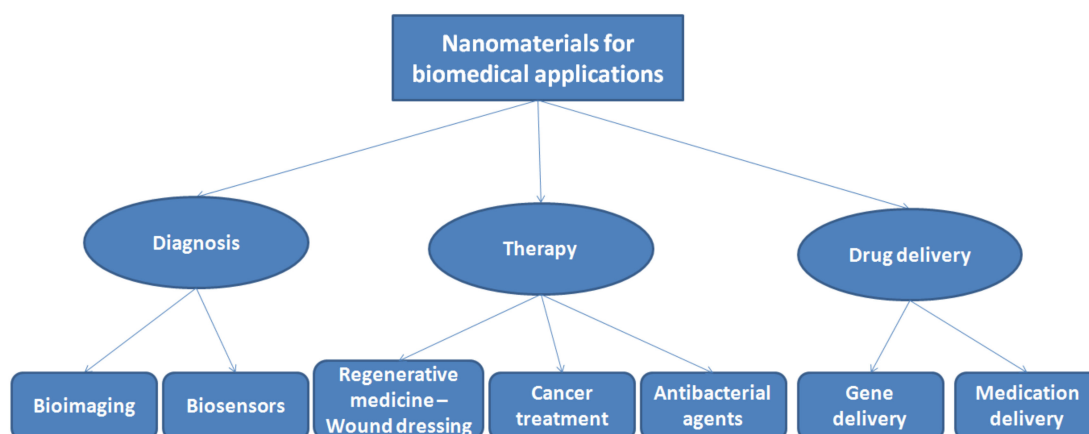 Nanomaterials for
biomedical applications
Diagnosis
Therapy
Drug delivery
Bioimaging
Biosensors
Regenerative
medicine –
Wound dressing
Cancer
treatment
Antibacterial
agents
Gene
delivery
Medication
delivery